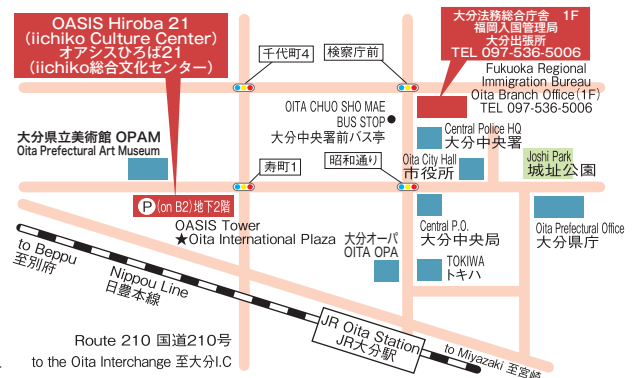 OASIS Hiroba 21
(iichiko Culture Center)
オアシスひろば21
(iichiko総合文化センター)
千代町4
検察庁前
大分法務総合庁舎 1F
福岡入国管理局
大分出張所
TEL 097-536-5006
Fukuoka Regional
Immigration Bureau
Oita Branch Office(1F)
TEL 097-536-5006
OITA CHUO SHO MAE
BUS STOP
大分中央署前バス亭
Central Police HQ
大分中央署
大分県立美術館 OPAM
Oita Prefectural Art Museum
寿町1
昭和通り
Oita City Hall
市役所
Joshi Park
城址公園
P (on B2)地下2階
OASIS Tower
★Oita International Plaza
Central P.O.
大分中央局
Oita Prefectural Office
大分県庁
大分オーパ
OITA OPA
TOKIWA
トキハ
to Beppu
至別府
Nippou Line
日豊本線
JR Oita Station
JR大分駅
to Miyazaki 至宮崎
Route 210 国道210号
to the Oita Interchange 至大分I.C